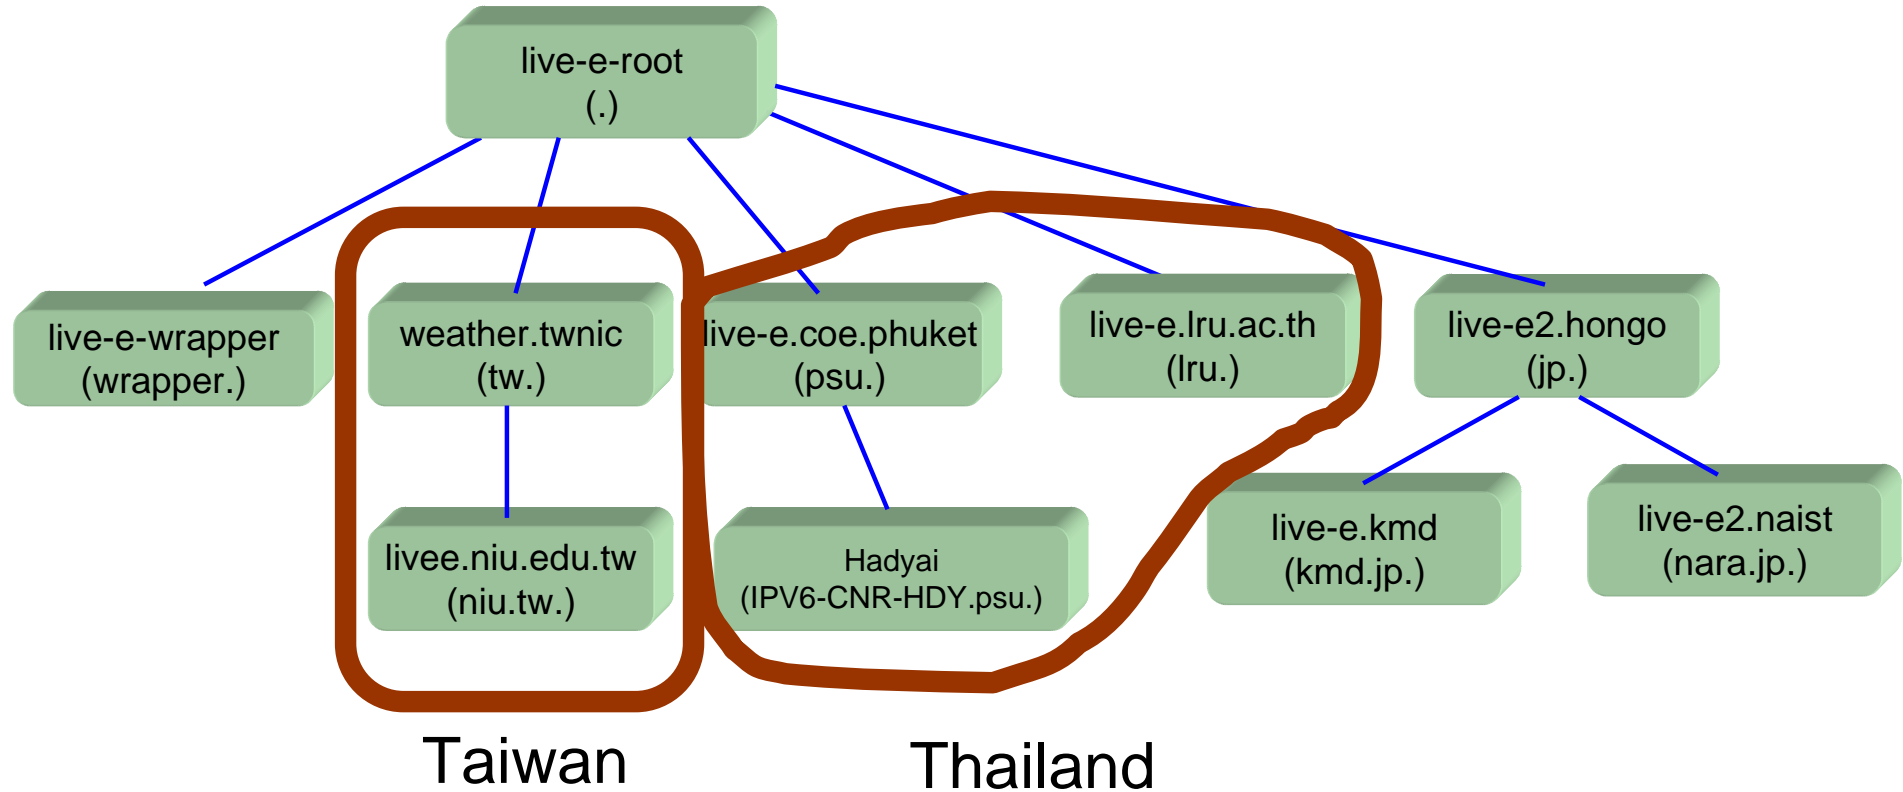 live-e-root
(.)
live-e-wrapper
(wrapper.)
weather.twnic
(tw.)
live-e.coe.phuket
(psu.)
live-e.lru.ac.th
(lru.)
live-e2.hongo
(jp.)
livee.niu.edu.tw
(niu.tw.)
Hadyai
(IPV6-CNR-HDY.psu.)
live-e.kmd
(kmd.jp.)
live-e2.naist
(nara.jp.)
Taiwan
Thailand